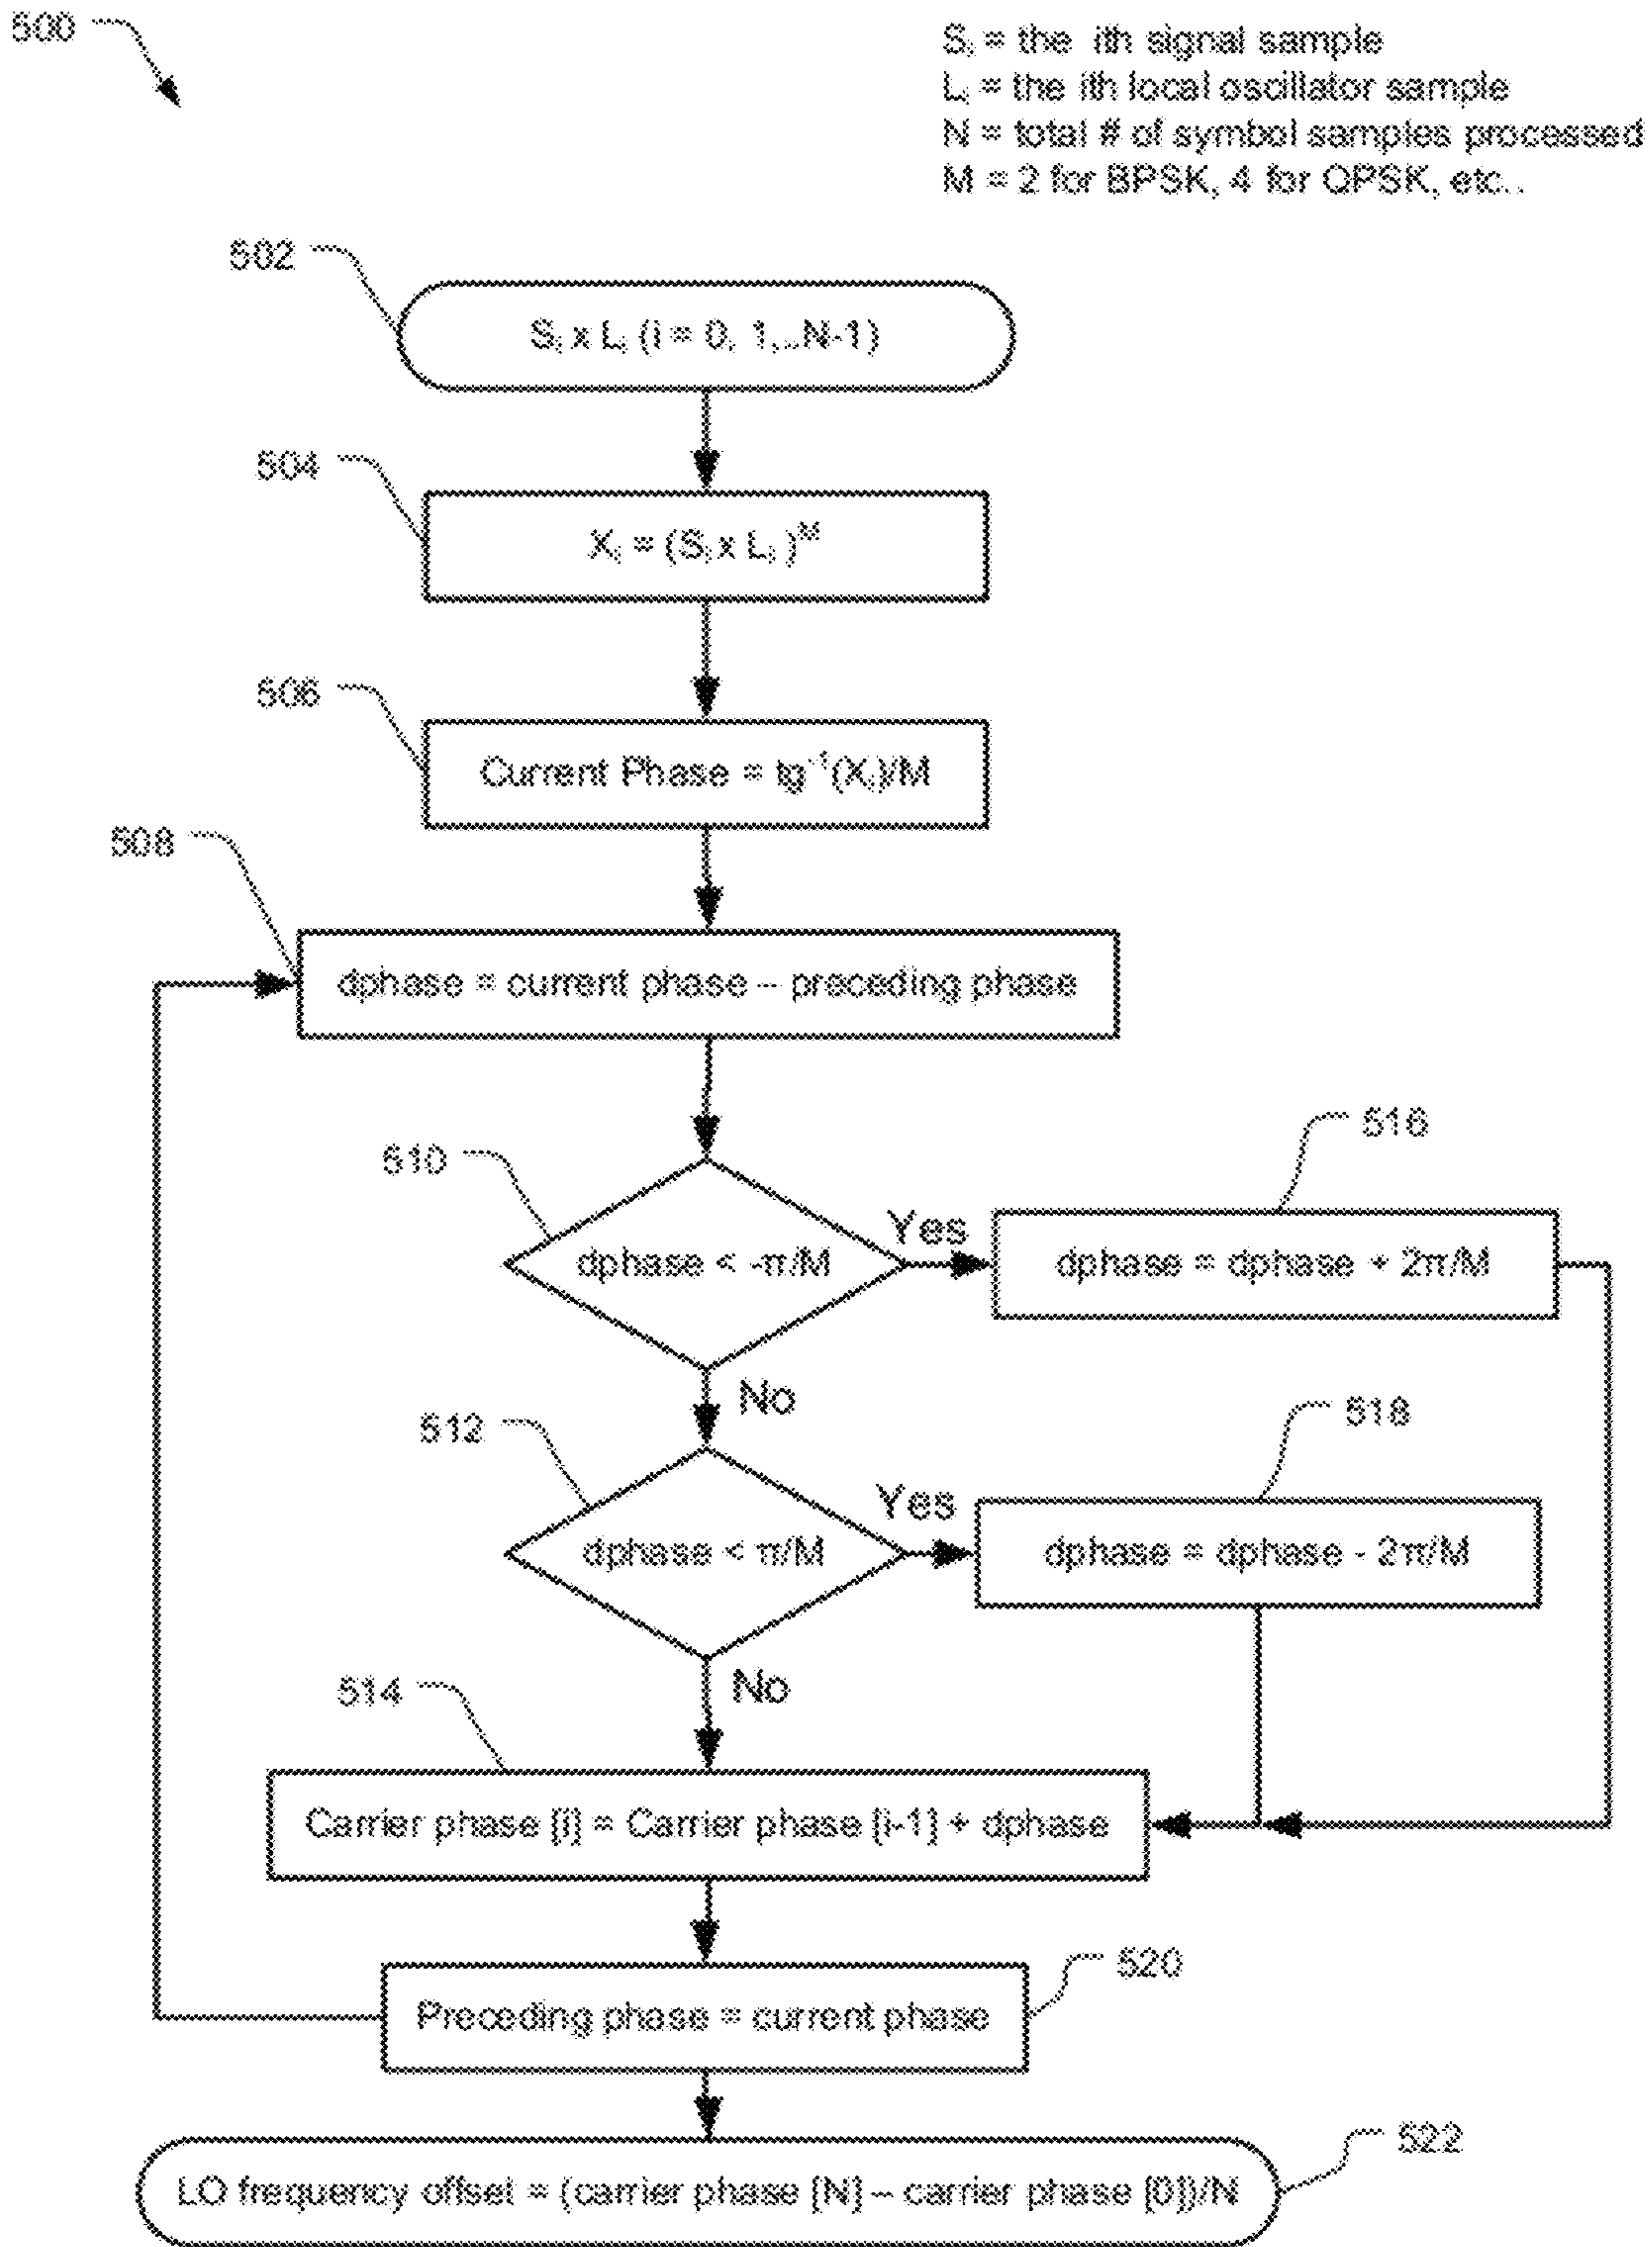 500
Sᵢ = the ith signal sample
Lᵢ = the ith local oscillator sample
N = total # of symbol samples processed
M = 2 for BPSK, 4 for QPSK, etc..
502
Sᵢ x Lᵢ (i = 0, 1,..N-1)
504
Xᵢ = (Sᵢ x Lᵢ )ᴹ
506
Current Phase = tg⁻¹(Xᵢ)/M
508
dphase = current phase – preceding phase
510
dphase < -π/M
Yes
516
dphase = dphase + 2π/M
No
512
dphase < π/M
Yes
518
dphase = dphase - 2π/M
No
514
Carrier phase [i] = Carrier phase [i-1] + dphase
520
Preceding phase = current phase
522
LO frequency offset = (carrier phase [N] – carrier phase [0])/N